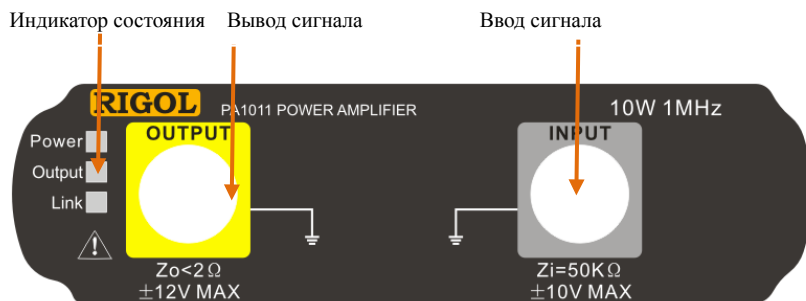 Индикатор состояния
Вывод сигнала
Ввод сигнала
RIGOL
PA1011 POWER AMPLIFIER
10W 1MHz
OUTPUT
INPUT
Power
Output
Link
Zo<2Ω
±12V MAX
Zi=50KΩ
±10V MAX